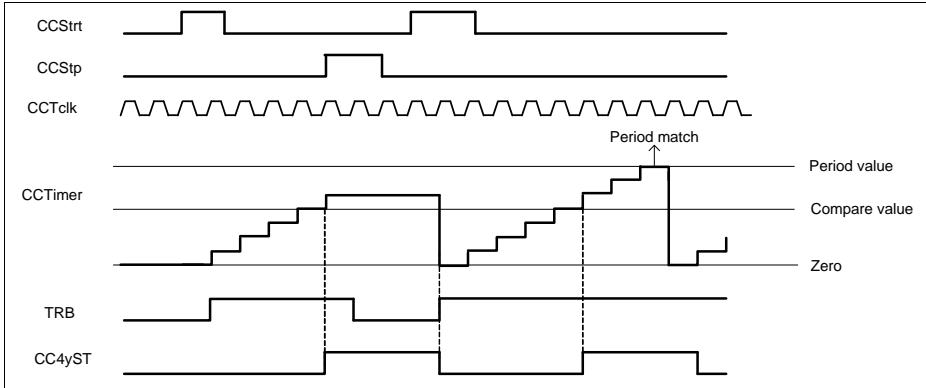 CCStrt
CCStp
CCTclk
Period match
Period value
CCTimer
Compare value
Zero
TRB
CC4yST